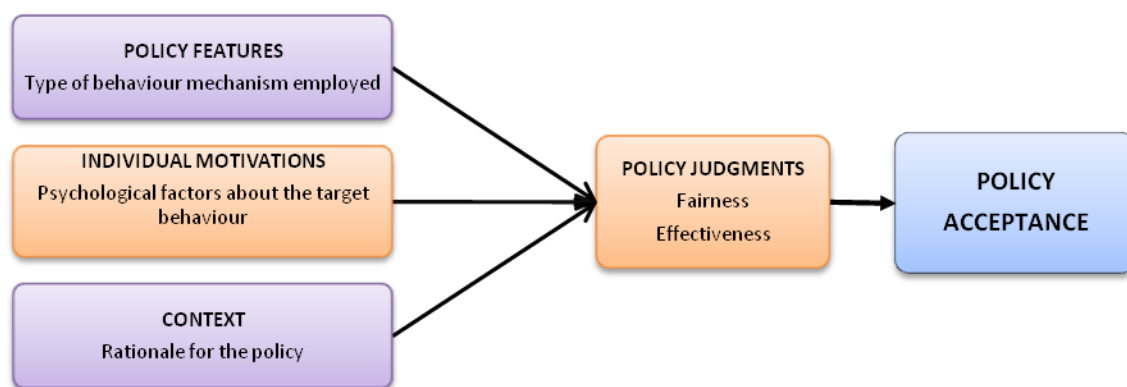 POLICY FEATURES
Type of behaviour mechanism employed
INDIVIDUAL MOTIVATIONS
Psychological factors about the target
behaviour
CONTEXT
Rationale for the policy
POLICY JUDGMENTS
Fairness
Effectiveness
POLICY
ACCEPTANCE